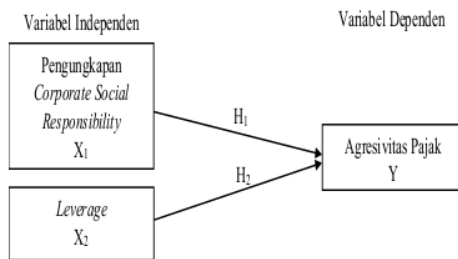 Variabel Independen
Variabel Dependen
Pengungkapan
Corporate Social
Responsibility
X₁
H₁
Agresivitas Pajak
Y
H₂
Leverage
X₂